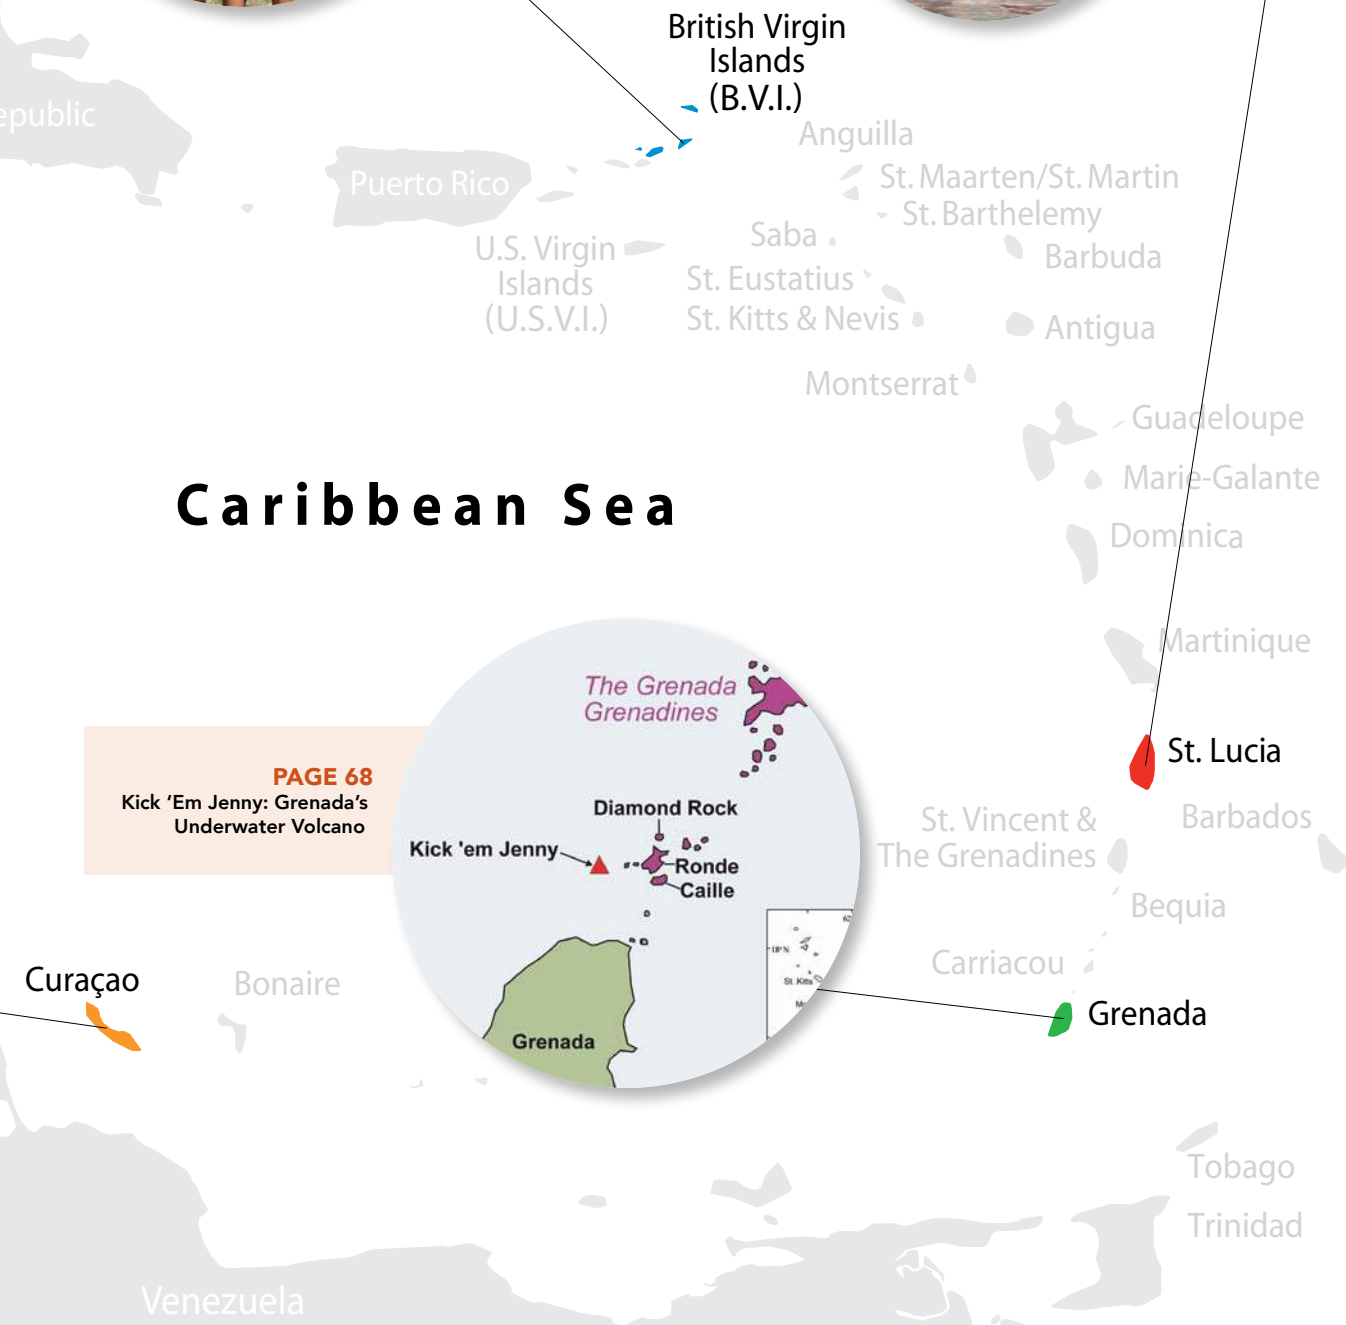 British Virgin
Islands
(B.V.I.)
epublic
Anguilla
Puerto Rico
St. Maarten/St. Martin
St. Barthelemy
Saba
Barbuda
U.S. Virgin
Islands
(U.S.V.I.)
St. Eustatius
St. Kitts & Nevis
Antigua
Montserrat
Guadeloupe
Marie-Galante
Caribbean Sea
Dominica
Martinique
The Grenada
Grenadines
St. Lucia
PAGE 68
Kick 'Em Jenny: Grenada's
Underwater Volcano
Diamond Rock
Kick 'em Jenny
Ronde
Caille
St. Vincent &
The Grenadines
Barbados
Bequia
18° N
St. Kitts
Carriacou
Curaçao
Bonaire
Grenada
Grenada
Tobago
Trinidad
Venezuela